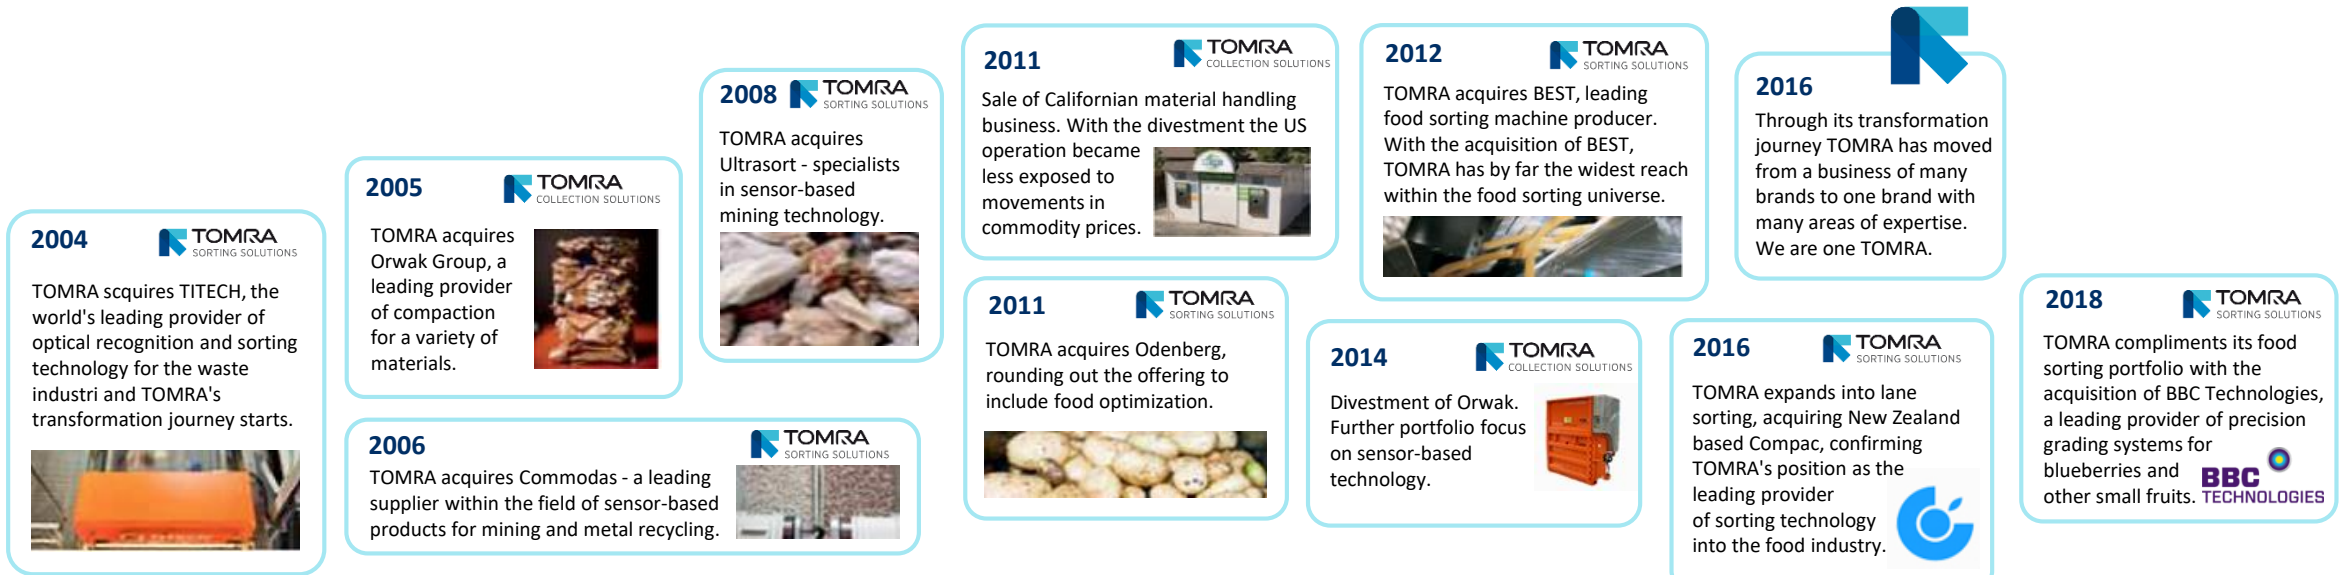 2004
TOMRA
SORTING SOLUTIONS
TOMRA scquires TITECH, the
world's leading provider of
optical recognition and sorting
technology for the waste
industri and TOMRA's
transformation journey starts.
2005
TOMRA
COLLECTION SOLUTIONS
TOMRA acquires
Orwak Group, a
leading provider
of compaction
for a variety of
materials.
2006
TOMRA
SORTING SOLUTIONS
TOMRA acquires Commodas - a leading
supplier within the field of sensor-based
products for mining and metal recycling.
2008
TOMRA
SORTING SOLUTIONS
TOMRA acquires
Ultrasort - specialists
in sensor-based
mining technology.
2011
TOMRA
COLLECTION SOLUTIONS
Sale of Californian material handling
business. With the divestment the US
operation became
less exposed to
movements in
commodity prices.
2011
TOMRA
SORTING SOLUTIONS
TOMRA acquires Odenberg,
rounding out the offering to
include food optimization.
2012
TOMRA
SORTING SOLUTIONS
TOMRA acquires BEST, leading
food sorting machine producer.
With the acquisition of BEST,
TOMRA has by far the widest reach
within the food sorting universe.
2014
TOMRA
COLLECTION SOLUTIONS
Divestment of Orwak.
Further portfolio focus
on sensor-based
technology.
2016
Through its transformation
journey TOMRA has moved
from a business of many
brands to one brand with
many areas of expertise.
We are one TOMRA.
2016
TOMRA
SORTING SOLUTIONS
TOMRA expands into lane
sorting, acquiring New Zealand
based Compac, confirming
TOMRA's position as the
leading provider
of sorting technology
into the food industry.
2018
TOMRA
SORTING SOLUTIONS
TOMRA compliments its food
sorting portfolio with the
acquisition of BBC Technologies,
a leading provider of precision
grading systems for
blueberries and
other small fruits.
BBC
TECHNOLOGIES